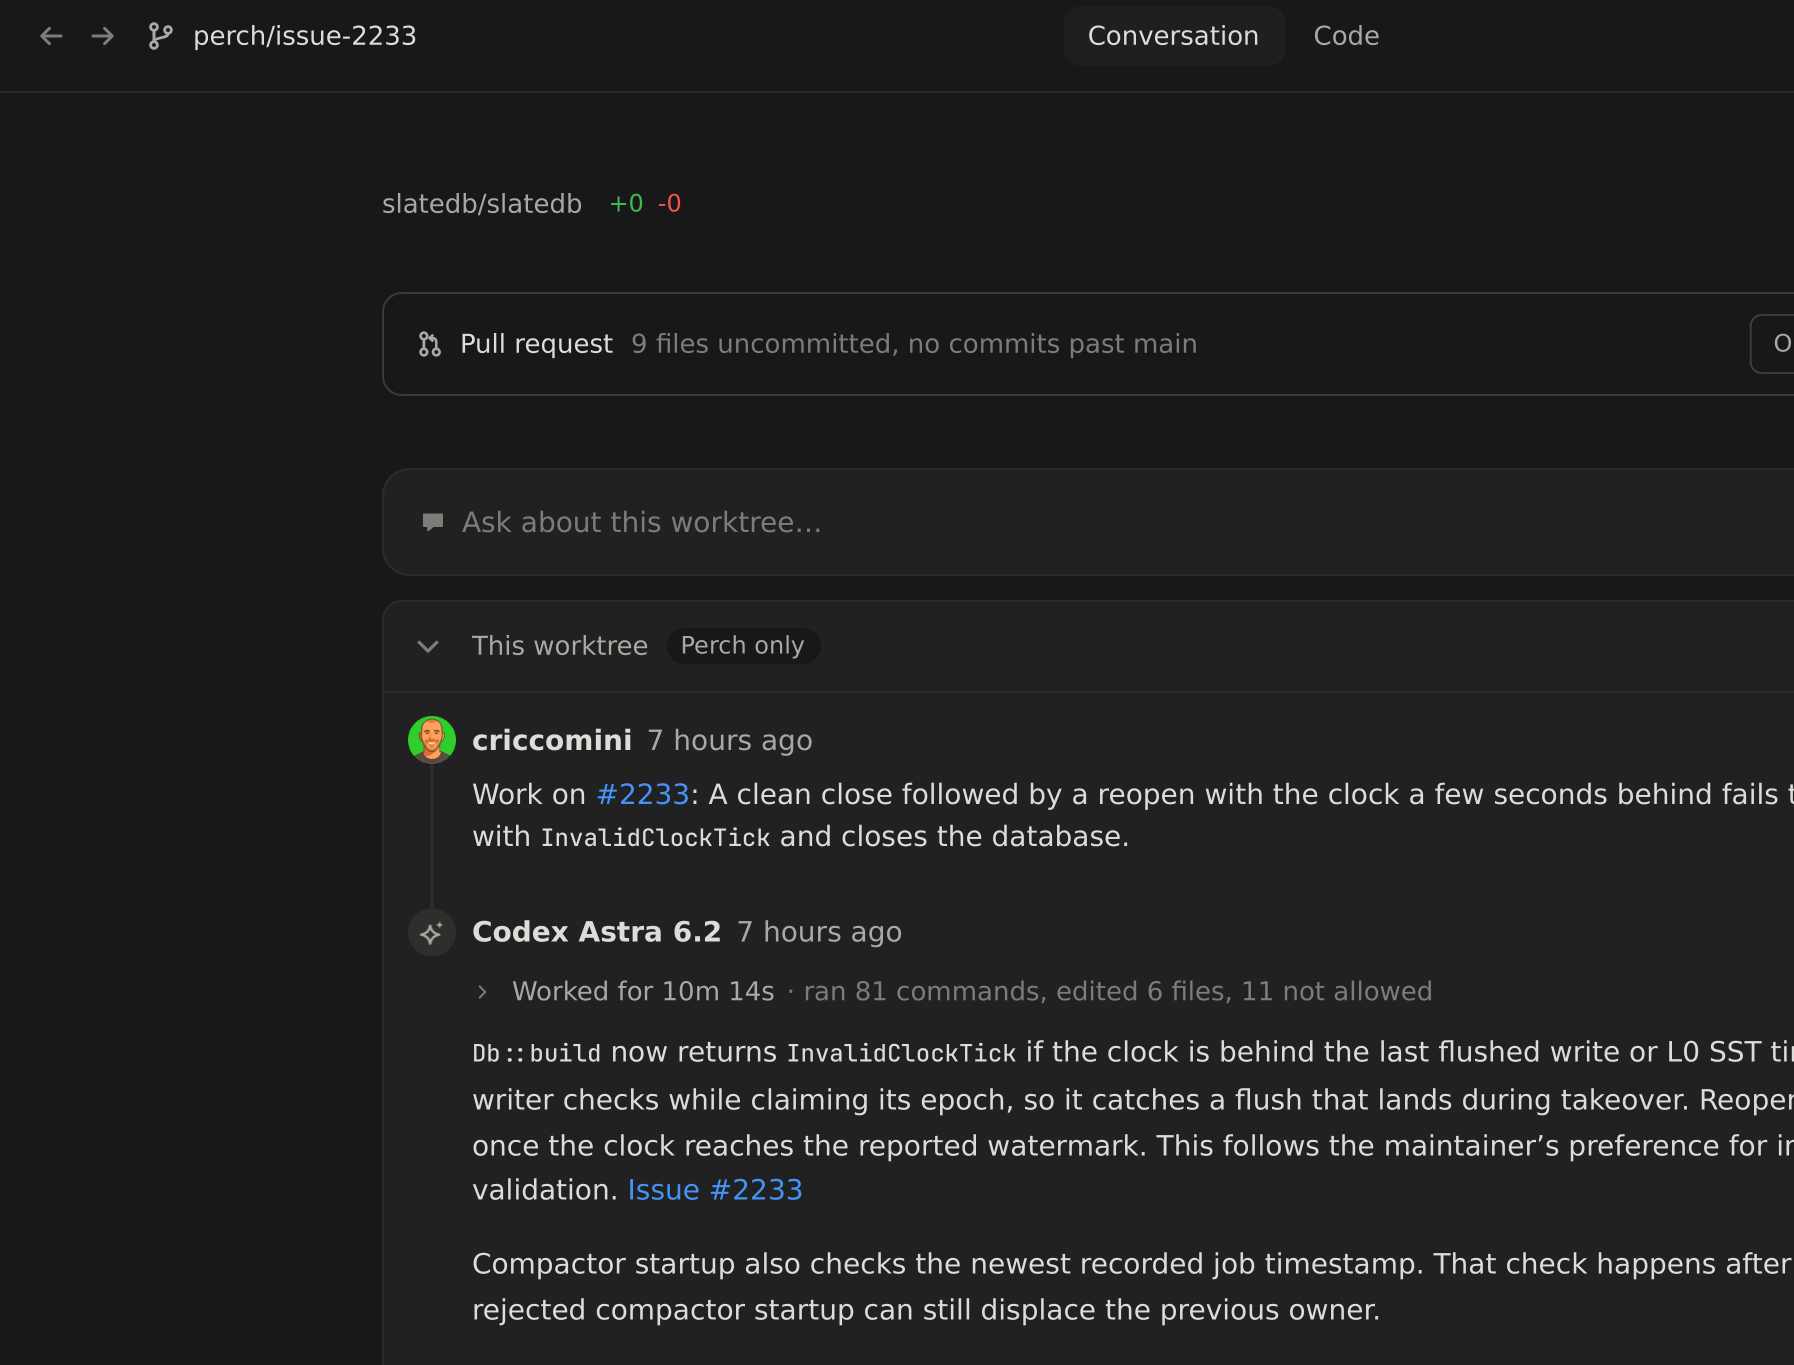 perch/issue-2233
Conversation
Code
slatedb/slatedb +0 -0
Pull request 9 files uncommitted, no commits past main
Ask about this worktree...
This worktree Perch only
criccomini 7 hours ago
Work on #2233: A clean close followed by a reopen with the clock a few seconds behind fails
with InvalidClockTick and closes the database.
Codex Astra 6.2 7 hours ago
Worked for 10m 14s · ran 81 commands, edited 6 files, 11 not allowed
Db::build now returns InvalidClockTick if the clock is behind the last flushed write or L0 SST
writer checks while claiming its epoch, so it catches a flush that lands during takeover.
once the clock reaches the reported watermark. This follows the maintainer’s preference for
validation. Issue #2233
Compactor startup also checks the newest recorded job timestamp. That check happens after
rejected compactor startup can still displace the previous owner.